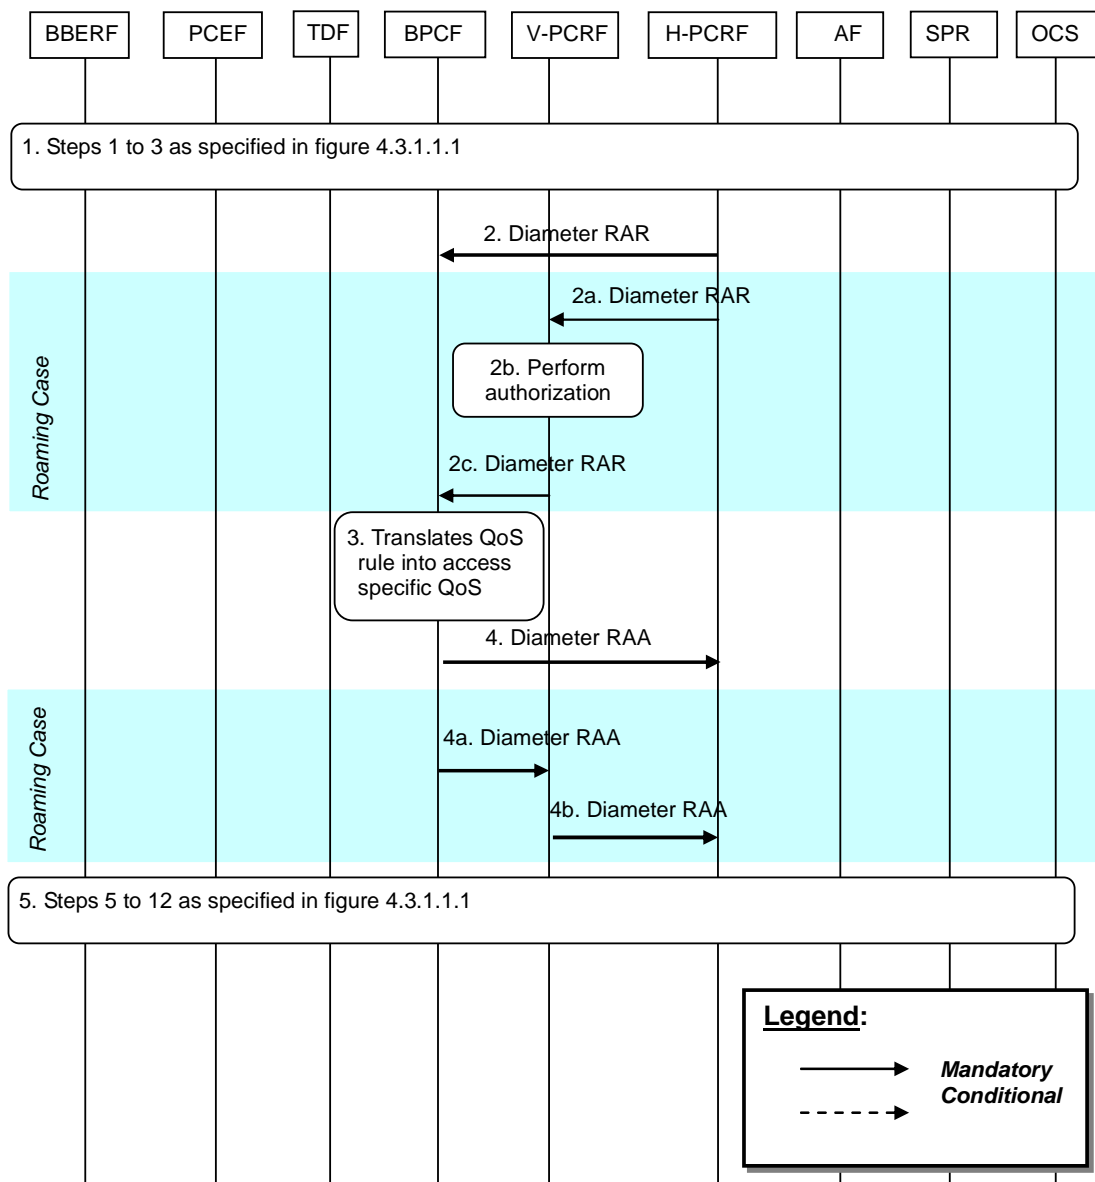 BBERF
PCEF
TDF
BPCF
V-PCRF
H-PCRF
AF
SPR
OCS
1. Steps 1 to 3 as specified in figure 4.3.1.1.1
2. Diameter RAR
2a. Diameter RAR
2b. Perform
authorization
Roaming Case
2c. Diameter RAR
3. Translates QoS
rule into access
specific QoS
4. Diameter RAA
Roaming Case
4a. Diameter RAA
4b. Diameter RAA
5. Steps 5 to 12 as specified in figure 4.3.1.1.1
Legend:
Mandatory
Conditional